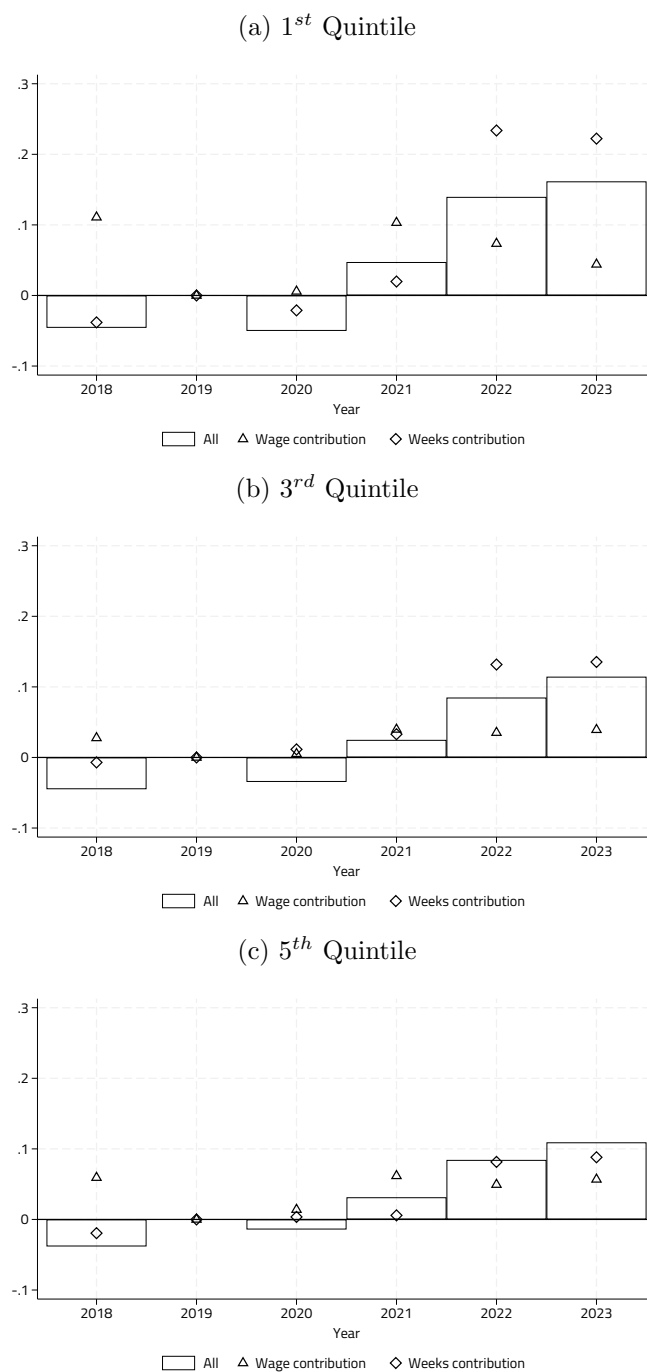 (a) 1st Quintile
.3
.2
.1
0
-.1
2018 2019 2020 2021 2022 2023
Year
All Wage contribution Weeks contribution
(b) 3rd Quintile
.3
.2
.1
0
-.1
2018 2019 2020 2021 2022 2023
Year
All Wage contribution Weeks contribution
(c) 5th Quintile
.3
.2
.1
0
-.1
2018 2019 2020 2021 2022 2023
Year
All Wage contribution Weeks contribution